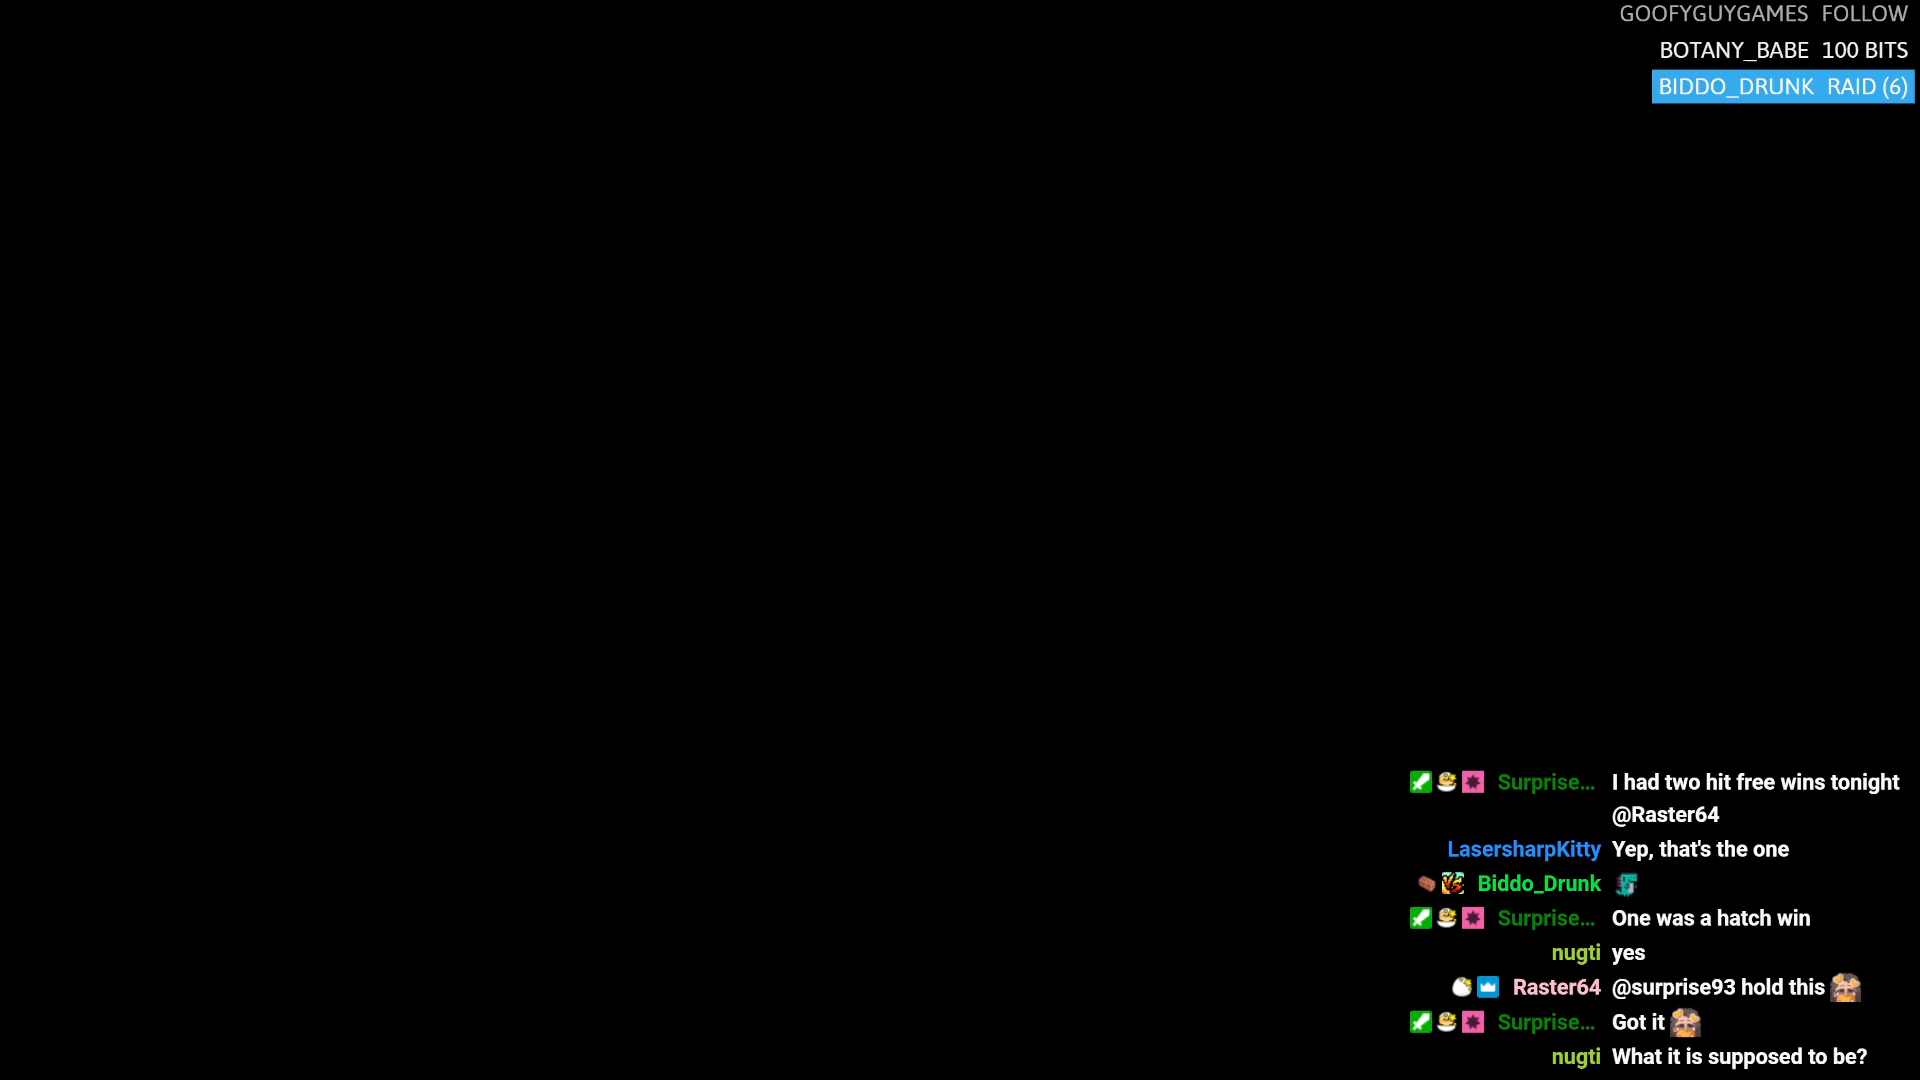 GOOFYGUYGAMES FOLLOW
BOTANY_BABE 100 BITS
BIDDO_DRUNK RAID (6)
Surprise... I had two hit free wins tonight
@Raster64
LasersharpKitty Yep, that's the one
Biddo_Drunk
Surprise... One was a hatch win
nugti yes
Raster64 @surprise93 hold this
Surprise... Got it
nugti What it is supposed to be?